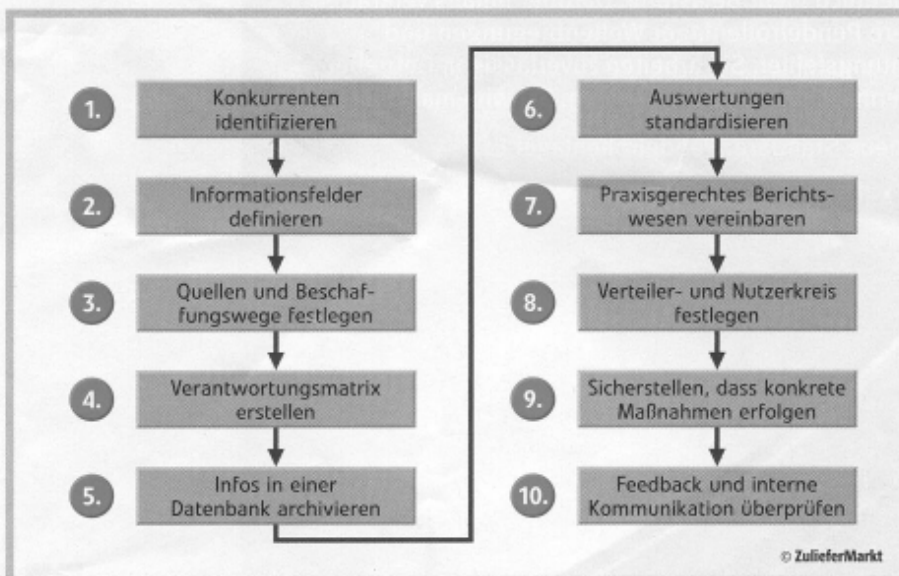 1.
Konkurrenten
identifizieren
2.
Informationsfelder
definieren
3.
Quellen und Beschaf-
fungswege festlegen
4.
Verantwortungsmatrix
erstellen
5.
Infos in einer
Datenbank archivieren
6.
Auswertungen
standardisieren
7.
Praxisgerechtes Berichts-
wesen vereinbaren
8.
Verteiler- und Nutzerkreis
festlegen
9.
Sicherstellen, dass konkrete
Maßnahmen erfolgen
10.
Feedback und interne
Kommunikation überprüfen
© ZulieferMarkt